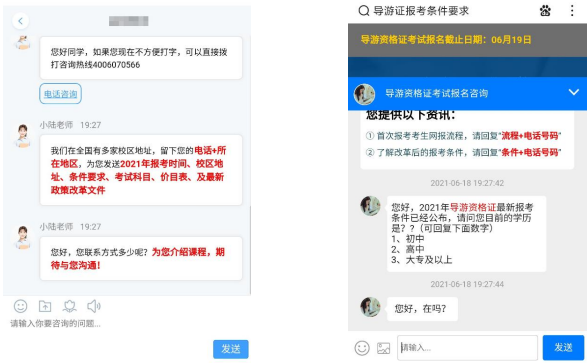 您好同学，如果您现在不方便打字，可以直接拨
打咨询热线4006070566
电话咨询
小陆老师 19:27
我们在全国有多家校区地址，留下您的电话+所
在地区，为您发送2021年报考时间、校区地
址、条件要求、考试科目、价目表、及最新
政策改革文件
小陆老师 19:27
您好，您联系方式多少呢？为您介绍课程，期
待与您沟通！
请输入你要咨询的问题...
发送
导游证报考条件要求
导游资格证考试报名截止日期：06月19日
导游资格证考试报名咨询
您提供以下资讯：
① 首次报考考生网报流程，请回复“流程+电话号码”
② 了解改革后的报考条件，请回复“条件+电话号码”
2021-06-18 19:27:42
您好，2021年导游资格证最新报考
条件已经公布，请问您目前的学历
是？？（可回复下面数字）
1、初中
2、高中
3、大专及以上
2021-06-18 19:27:44
您好，在吗？
请输入...
发送